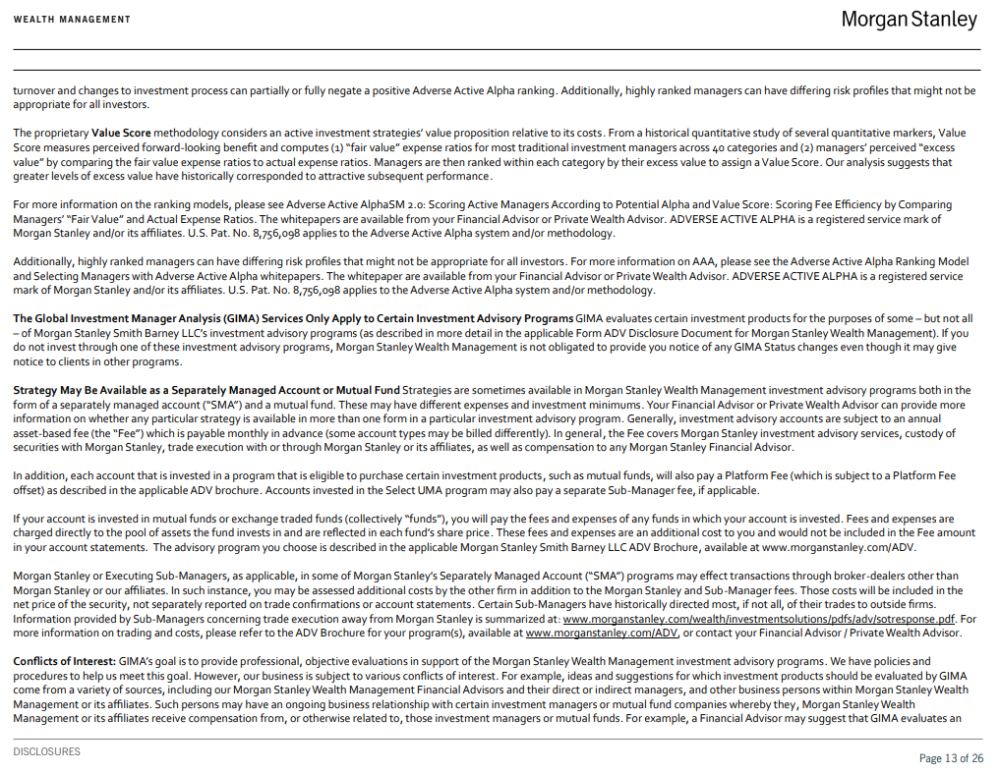 WEALTH MANAGEMENT
Morgan Stanley
turnover and changes to investment process can partially or fully negate a positive Adverse Active Alpha ranking. Additionally, highly ranked managers can have differing risk profiles that might not be
appropriate for all investors.
The proprietary Value Score methodology considers an active investment strategies’ value proposition relative to its costs. From a historical quantitative study of several quantitative markers, Value
Score measures perceived forward-looking benefit and computes (1) “fair value” expense ratios for most traditional investment managers across 40 categories and (2) managers’ perceived “excess
value” by comparing the fair value expense ratios to actual expense ratios. Managers are then ranked within each category by their excess value to assign a Value Score. Our analysis suggests that
greater levels of excess value have historically corresponded to attractive subsequent performance.
For more information on the ranking models, please see Adverse Active AlphaSM 2.0: Scoring Active Managers According to Potential Alpha and Value Score: Scoring Fee Efficiency by Comparing
Managers’ “Fair Value” and Actual Expense Ratios. The whitepapers are available from your Financial Advisor or Private Wealth Advisor. ADVERSE ACTIVE ALPHA is a registered service mark of
Morgan Stanley and/or its affiliates. U.S. Pat. No. 8,756,098 applies to the Adverse Active Alpha system and/or methodology.
Additionally, highly ranked managers can have differing risk profiles that might not be appropriate for all investors. For more information on AAA, please see the Adverse Active Alpha Ranking Model
and Selecting Managers with Adverse Active Alpha whitepapers. The whitepaper are available from your Financial Advisor or Private Wealth Advisor. ADVERSE ACTIVE ALPHA is a registered service
mark of Morgan Stanley and/or its affiliates. U.S. Pat. No. 8,756,098 applies to the Adverse Active Alpha system and/or methodology.
The Global Investment Manager Analysis (GIMA) Services Only Apply to Certain Investment Advisory Programs GIMA evaluates certain investment products for the purposes of some – but not all
– of Morgan Stanley Smith Barney LLC’s investment advisory programs (as described in more detail in the applicable Form ADV Disclosure Document for Morgan Stanley Wealth Management). If you
do not invest through one of these investment advisory programs, Morgan Stanley Wealth Management is not obligated to provide you notice of any GIMA Status changes even though it may give
notice to clients in other programs.
Strategy May Be Available as a Separately Managed Account or Mutual Fund Strategies are sometimes available in Morgan Stanley Wealth Management investment advisory programs both in the
form of a separately managed account (“SMA”) and a mutual fund. These may have different expenses and investment minimums. Your Financial Advisor or Private Wealth Advisor can provide more
information on whether any particular strategy is available in more than one form in a particular investment advisory program. Generally, investment advisory accounts are subject to an annual
asset-based fee (the “Fee”) which is payable monthly in advance (some account types may be billed differently). In general, the Fee covers Morgan Stanley investment advisory services, custody of
securities with Morgan Stanley, trade execution with or through Morgan Stanley or its affiliates, as well as compensation to any Morgan Stanley Financial Advisor.
In addition, each account that is invested in a program that is eligible to purchase certain investment products, such as mutual funds, will also pay a Platform Fee (which is subject to a Platform Fee
offset) as described in the applicable ADV brochure. Accounts invested in the Select UMA program may also pay a separate Sub-Manager fee, if applicable.
If your account is invested in mutual funds or exchange traded funds (collectively “funds”), you will pay the fees and expenses of any funds in which your account is invested. Fees and expenses are
charged directly to the pool of assets the fund invests in and are reflected in each fund’s share price. These fees and expenses are an additional cost to you and would not be included in the Fee amount
in your account statements. The advisory program you choose is described in the applicable Morgan Stanley Smith Barney LLC ADV Brochure, available at www.morganstanley.com/ADV.
Morgan Stanley or Executing Sub-Managers, as applicable, in some of Morgan Stanley’s Separately Managed Account (“SMA”) programs may effect transactions through broker-dealers other than
Morgan Stanley or our affiliates. In such instance, you may be assessed additional costs by the other firm in addition to the Morgan Stanley and Sub-Manager fees. Those costs will be included in the
net price of the security, not separately reported on trade confirmations or account statements. Certain Sub-Managers have historically directed most, if not all, of their trades to outside firms.
Information provided by Sub-Managers concerning trade execution away from Morgan Stanley is summarized at: www.morganstanley.com/wealth/investmentsolutions/pdfs/adv/sotresponse.pdf. For
more information on trading and costs, please refer to the ADV Brochure for your program(s), available at www.morganstanley.com/ADV, or contact your Financial Advisor / Private Wealth Advisor.
Conflicts of Interest: GIMA’s goal is to provide professional, objective evaluations in support of the Morgan Stanley Wealth Management investment advisory programs. We have policies and
procedures to help us meet this goal. However, our business is subject to various conflicts of interest. For example, ideas and suggestions for which investment products should be evaluated by GIMA
come from a variety of sources, including our Morgan Stanley Wealth Management Financial Advisors and their direct or indirect managers, and other business persons within Morgan Stanley Wealth
Management or its affiliates. Such persons may have an ongoing business relationship with certain investment managers or mutual fund companies whereby they, Morgan Stanley Wealth
Management or its affiliates receive compensation from, or otherwise related to, those investment managers or mutual funds. For example, a Financial Advisor may suggest that GIMA evaluates an
DISCLOSURES
Page 13 of 26